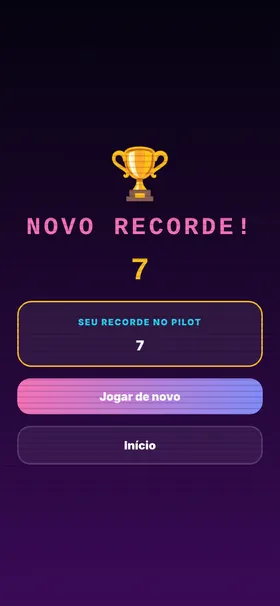 NOVO RECORDE!
7
SEU RECORDE NO PILOT
7
Jogar de novo
Início